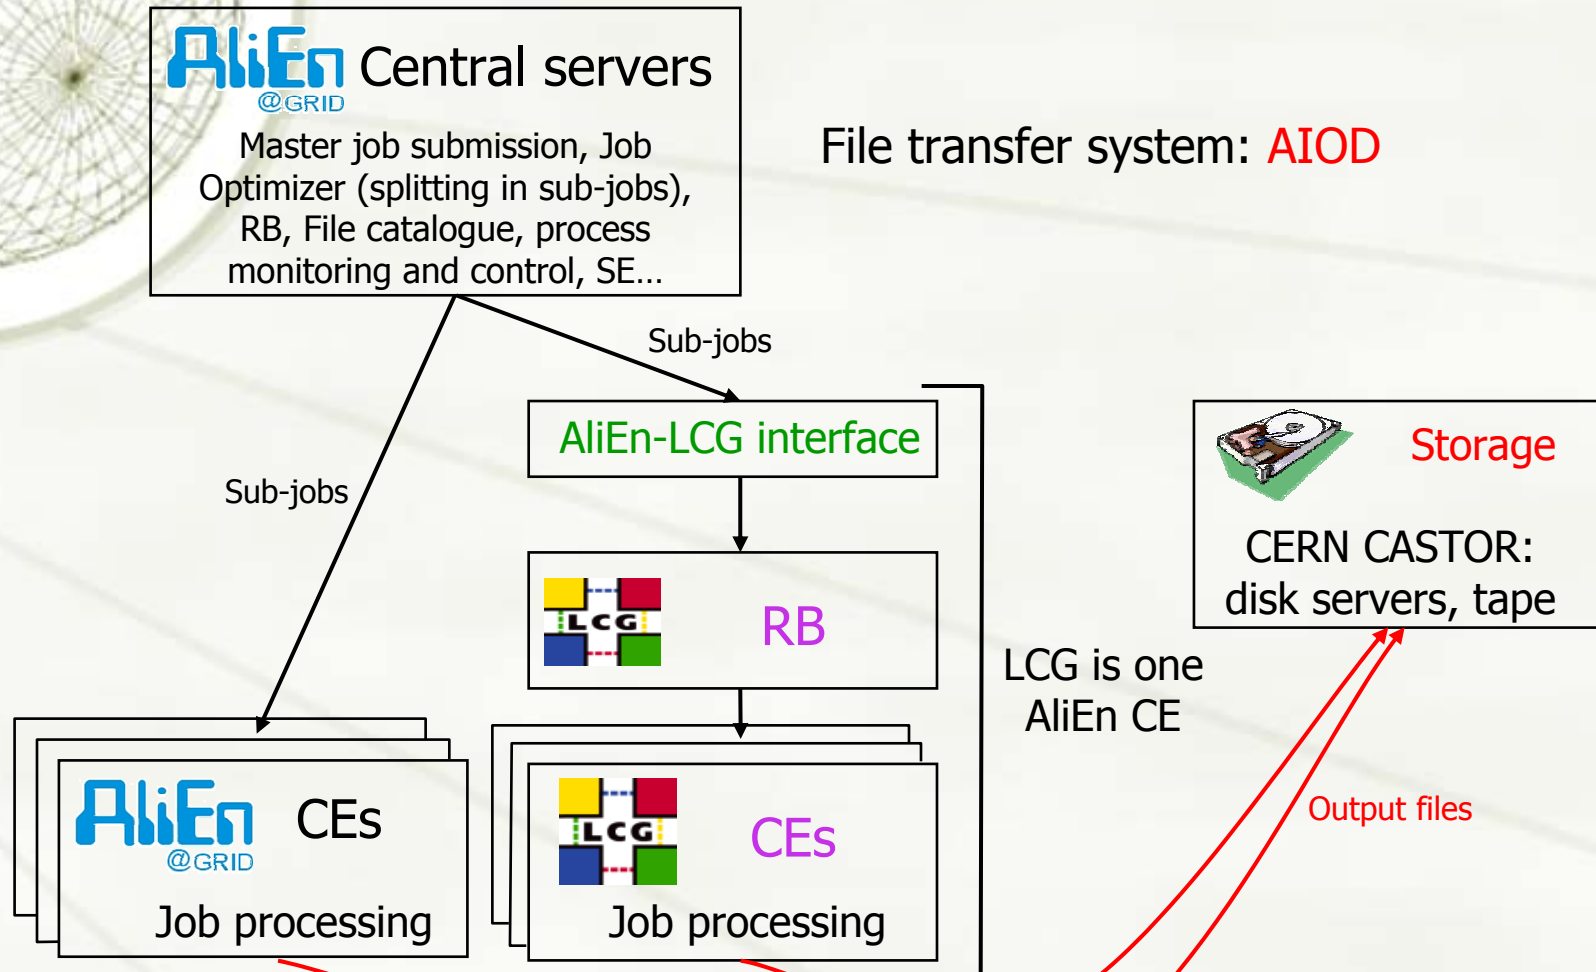 AliEn
@GRID
Central servers
Master job submission, Job
Optimizer (splitting in sub-jobs),
RB, File catalogue, process
monitoring and control, SE…
File transfer system: AIOD
Sub-jobs
Sub-jobs
AliEn-LCG interface
LCG
RB
LCG is one
AliEn CE
Storage
CERN CASTOR:
disk servers, tape
Output files
AliEn
@GRID
CEs
Job processing
LCG
CEs
Job processing